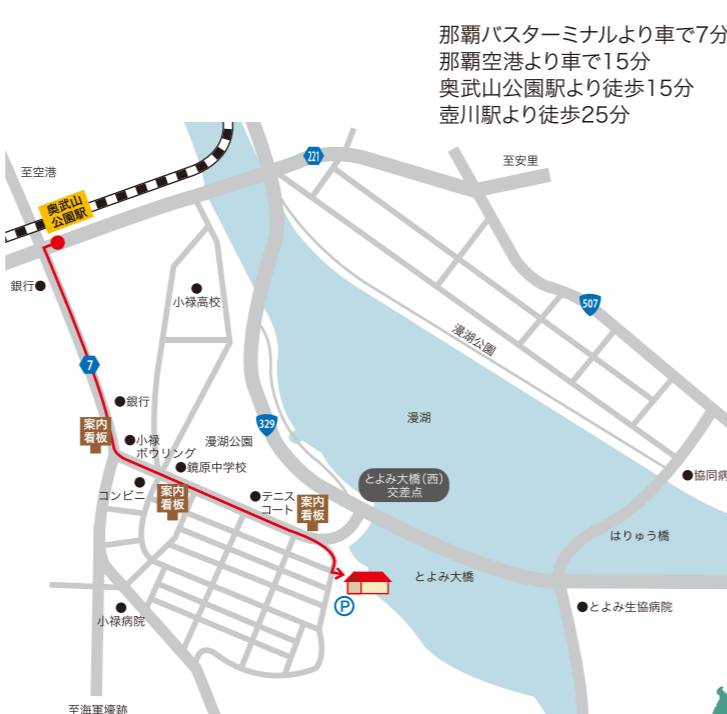 那覇バスターミナルより車で7分
那覇空港より車で15分
奥武山公園駅より徒歩15分
壺川駅より徒歩25分
至空港
奥武山
公園駅
221
至安里
銀行
小禄高校
507
漫湖公園
7
銀行
329
漫湖
案内
看板
小禄
ボウリング
漫湖公園
鏡原中学校
とよみ大橋(西)
交差点
協同病
コンビニ
案内
看板
テニス
コート
案内
看板
はりゅう橋
とよみ大橋
P
とよみ生協病院
小禄病院
至海軍壕跡